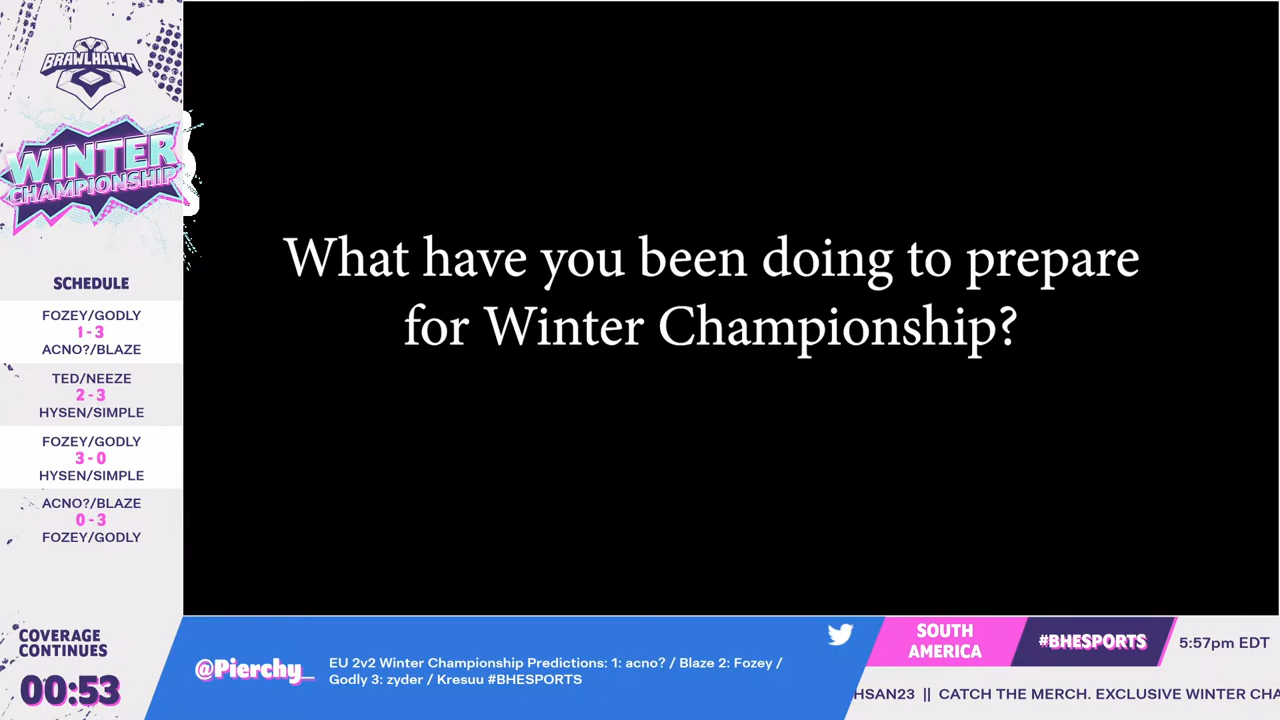 BRAWLHALLA
WINTER
CHAMPIONSHIP
SCHEDULE
FOZEY/GODLY
1 - 3
ACNO?/BLAZE
TED/NEEZE
2 - 3
HYSEN/SIMPLE
FOZEY/GODLY
3 - 0
HYSEN/SIMPLE
ACNO?/BLAZE
0 - 3
FOZEY/GODLY
COVERAGE
CONTINUES
00:53
What have you been doing to prepare
for Winter Championship?
@Pierchy_
EU 2v2 Winter Championship Predictions: 1: acno? / Blaze 2: Fozey /
Godly 3: zyder / Kresuu #BHESPORTS
SOUTH
AMERICA
#BHESPORTS
5:57pm EDT
HSAN23 || CATCH THE MERCH. EXCLUSIVE WINTER CHA